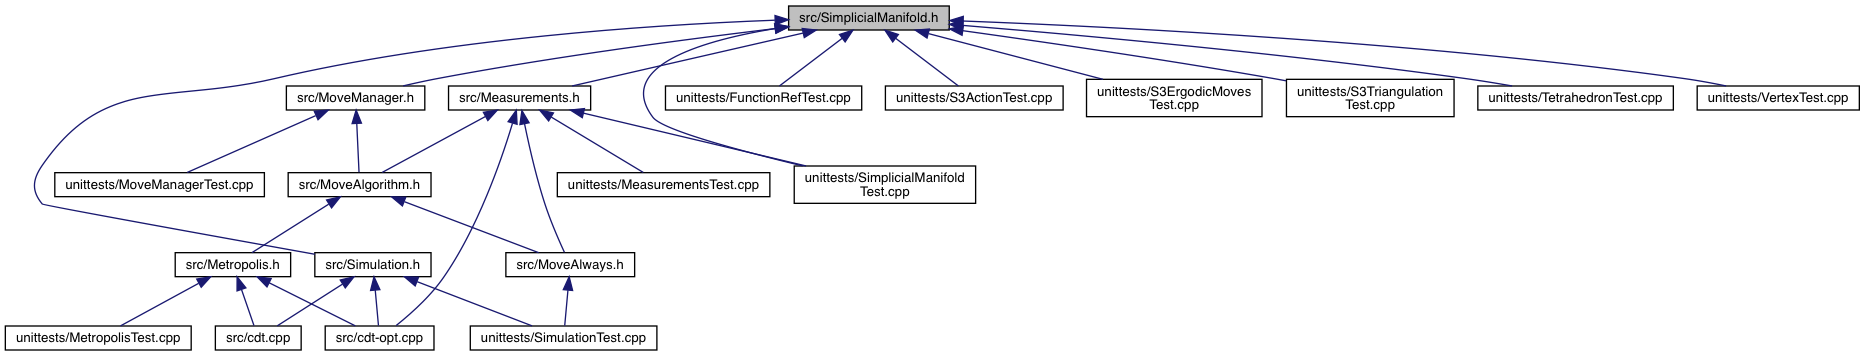 src/SimplicialManifold.h
src/MoveManager.h
src/Measurements.h
unittests/FunctionRefTest.cpp
unittests/S3ActionTest.cpp
unittests/S3ErgodicMoves
Test.cpp
unittests/S3Triangulation
Test.cpp
unittests/TetrahedronTest.cpp
unittests/VertexTest.cpp
unittests/MoveManagerTest.cpp
src/MoveAlgorithm.h
unittests/MeasurementsTest.cpp
unittests/SimplicialManifold
Test.cpp
src/Metropolis.h
src/Simulation.h
src/MoveAlways.h
unittests/MetropolisTest.cpp
src/cdt.cpp
src/cdt-opt.cpp
unittests/SimulationTest.cpp